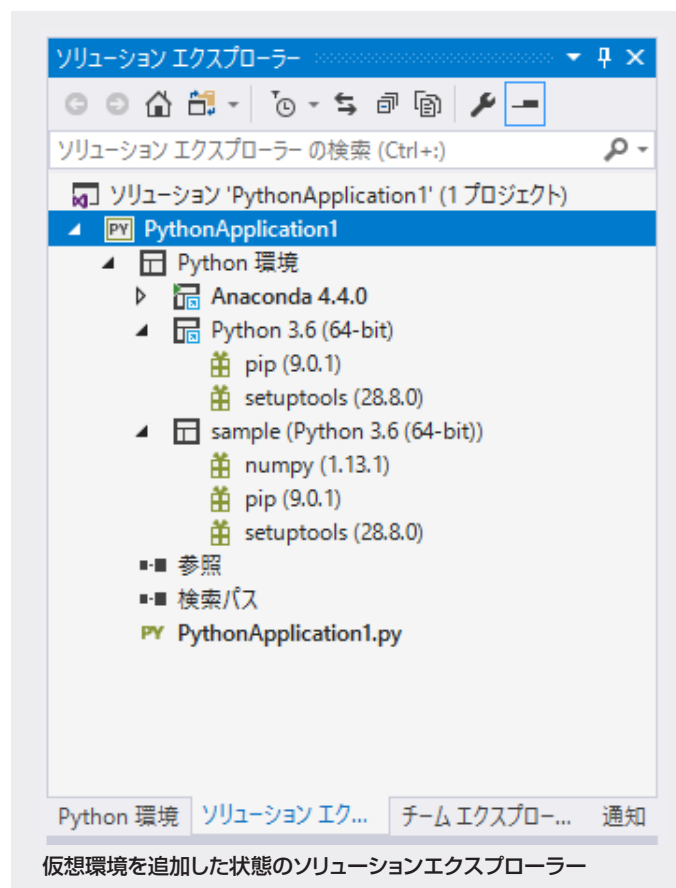 ソリューション エクスプローラー
ソリューション エクスプローラー の検索 (Ctrl+:)
ソリューション 'PythonApplication1' (1 プロジェクト)
PY PythonApplication1
Python 環境
Anaconda 4.4.0
Python 3.6 (64-bit)
pip (9.0.1)
setuptools (28.8.0)
sample (Python 3.6 (64-bit))
numpy (1.13.1)
pip (9.0.1)
setuptools (28.8.0)
参照
検索パス
PY PythonApplication1.py
Python 環境 ソリューション エク... チーム エクスプロー... 通知
仮想環境を追加した状態のソリューションエクスプローラー